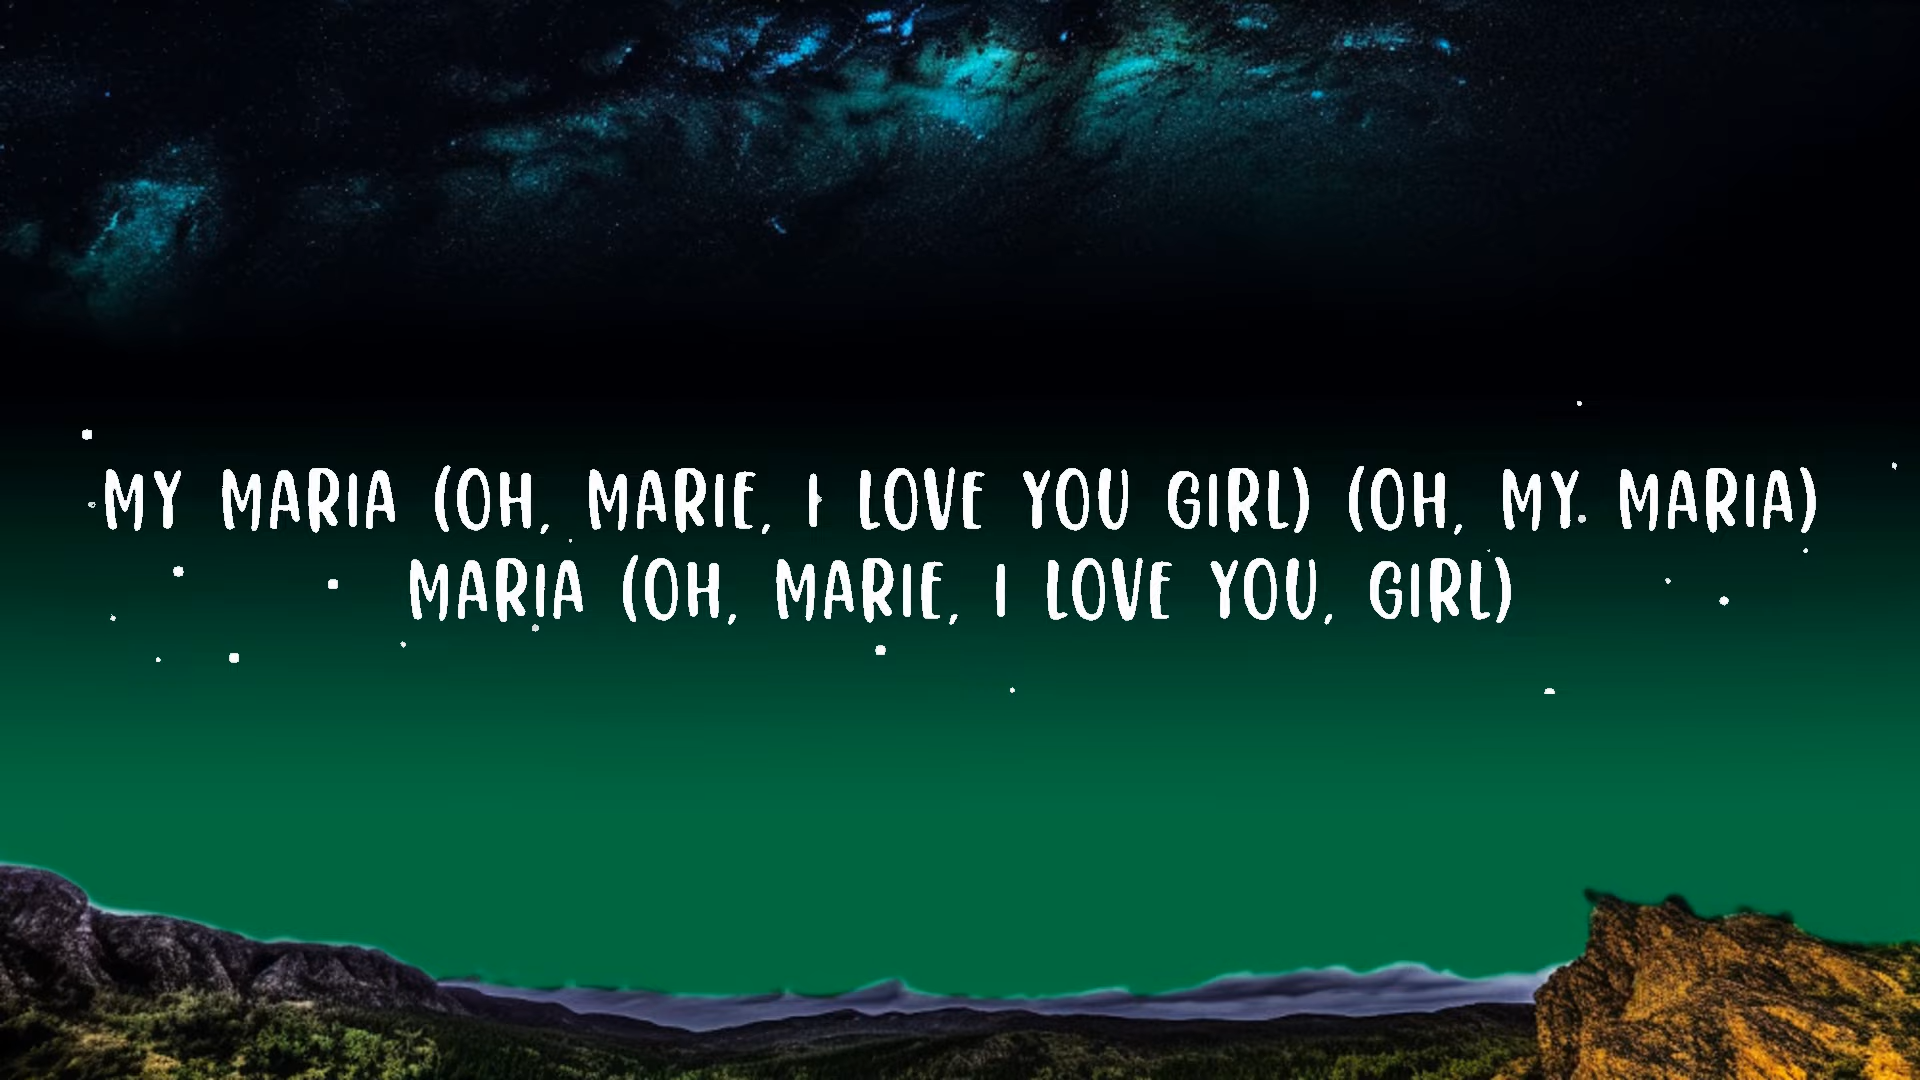 MY MARIA (OH, MARIE, I LOVE YOU GIRL) (OH, MY MARIA)
MARIA (OH, MARIE, I LOVE YOU, GIRL)